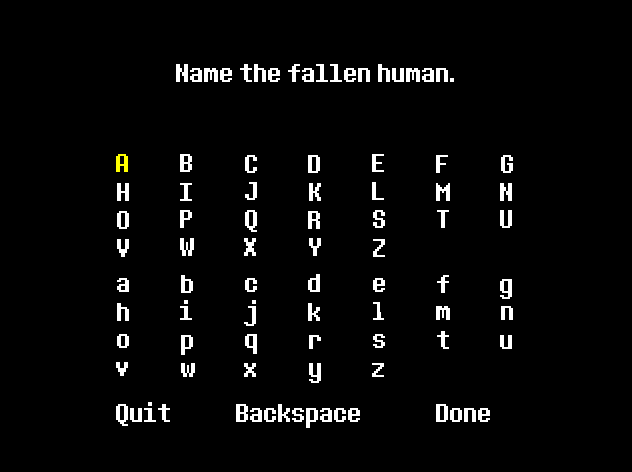 Name the fallen human.
A B C D E F G
H I J K L M N
O P Q R S T U
V W X Y Z
a b c d e f g
h i j k l m n
o p q r s t u
v w x y z
Quit Backspace Done